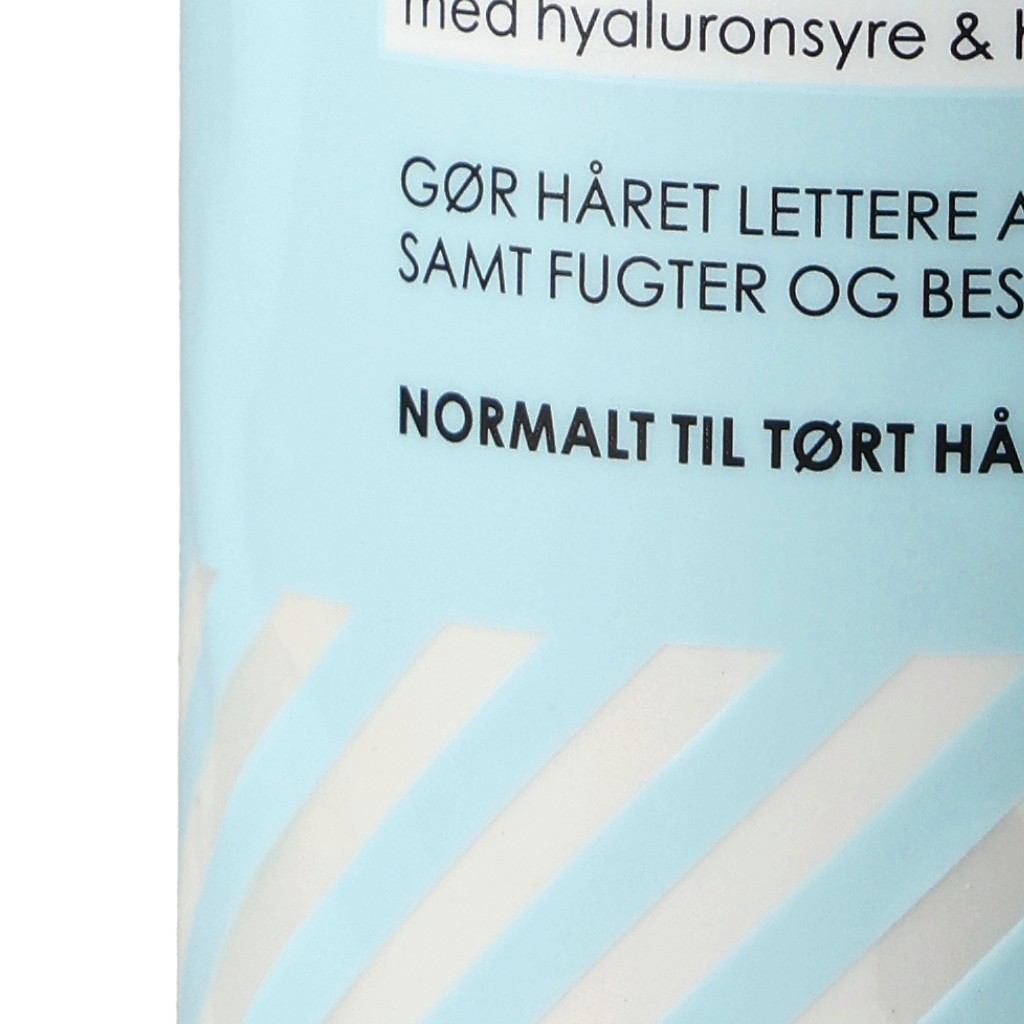 med hyaluronsyre &
GØR HÅRET LETTERE
SAMT FUGTER OG
NORMALT TIL TØRT